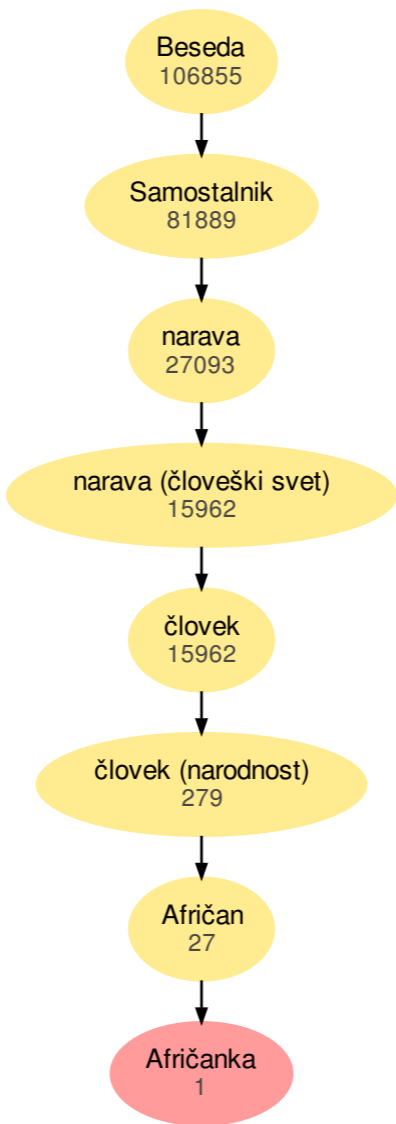 Beseda
106855
Samostalnik
81889
narava
27093
narava (človeški svet)
15962
človek
15962
človek (narodnost)
279
Afričan
27
Afričanka
1